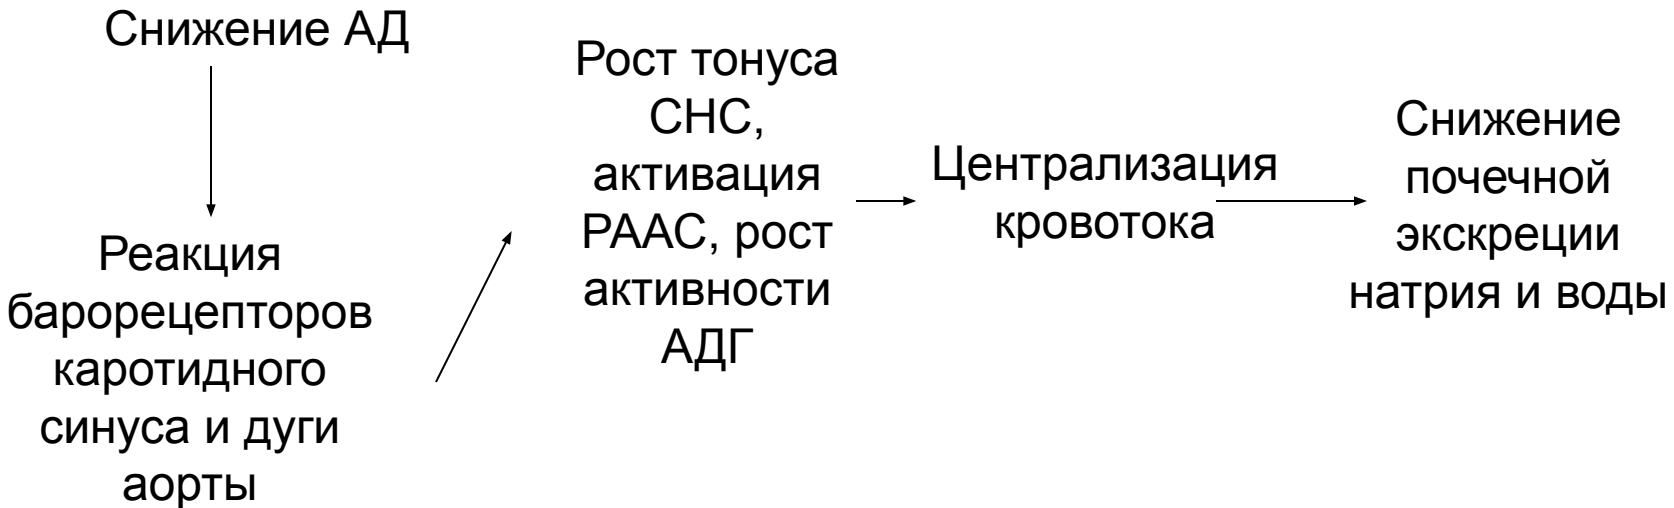 Снижение АД
Реакция
барорецепторов
каротидного
синуса и дуги
аорты
Рост тонуса
СНС,
активация
РААС, рост
активности
АДГ
Централизация
кровотока
Снижение
почечной
экскреции
натрия и воды